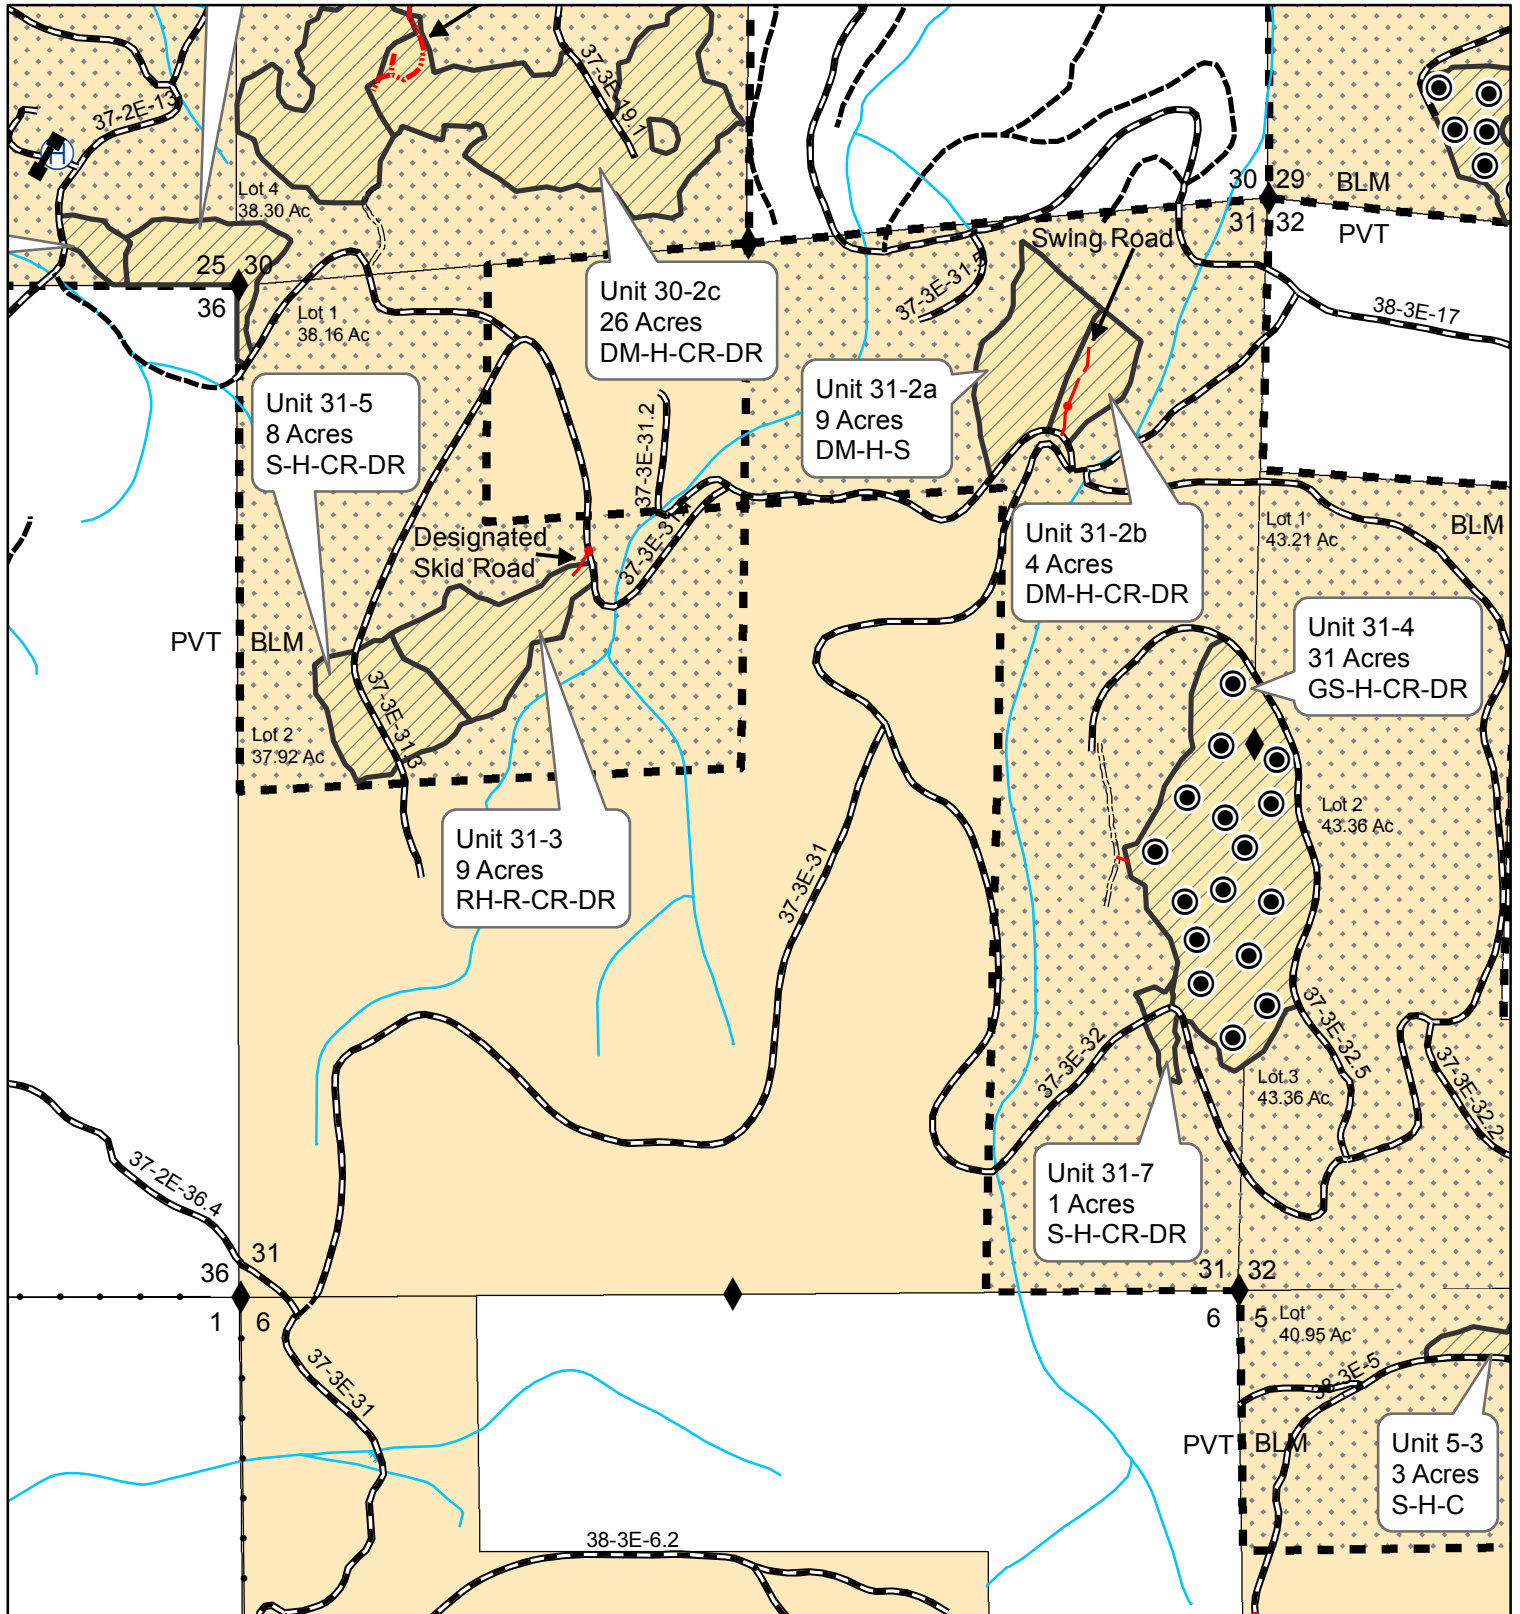 37-2E-13
H
37-3E-19.1
Lot 4
38.30 Ac
25
30
36
Lot 1
38.16 Ac
Unit 30-2c
26 Acres
DM-H-CR-DR
30
29
BLM
31
32
PVT
Swing Road
37-3E-31.5
38-3E-17
Unit 31-2a
9 Acres
DM-H-S
Unit 31-5
8 Acres
S-H-CR-DR
37-3E-31.2
Designated
Skid Road
Unit 31-2b
4 Acres
DM-H-CR-DR
Lot 1
43.21 Ac
BLM
PVT
BLM
Unit 31-4
31 Acres
GS-H-CR-DR
37-3E-31.3
Lot 2
37.92 Ac
Lot 2
43.36 Ac
Unit 31-3
9 Acres
RH-R-CR-DR
37-3E-31
37-3E-32
37-3E-32.5
37-3E-32.2
Lot 3
43.36 Ac
37-2E-36.4
Unit 31-7
1 Acres
S-H-CR-DR
31
36
1
6
31
32
6
5
Lot
40.95 Ac
37-3E-31
38-3E-5
PVT
BLM
Unit 5-3
3 Acres
S-H-C
38-3E-6.2